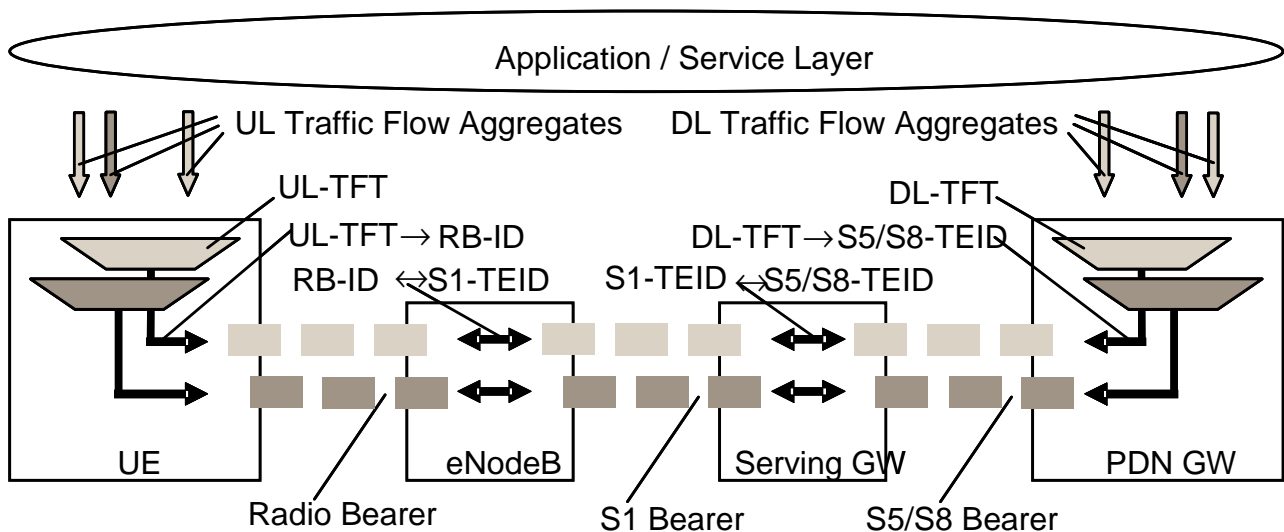 Application / Service Layer
UL Traffic Flow Aggregates
DL Traffic Flow Aggregates
UL-TFT
DL-TFT
UL-TFT → RB-ID
DL-TFT → S5/S8-TEID
RB-ID ↔ S1-TEID
S1-TEID ↔ S5/S8-TEID
UE
eNodeB
Serving GW
PDN GW
Radio Bearer
S1 Bearer
S5/S8 Bearer